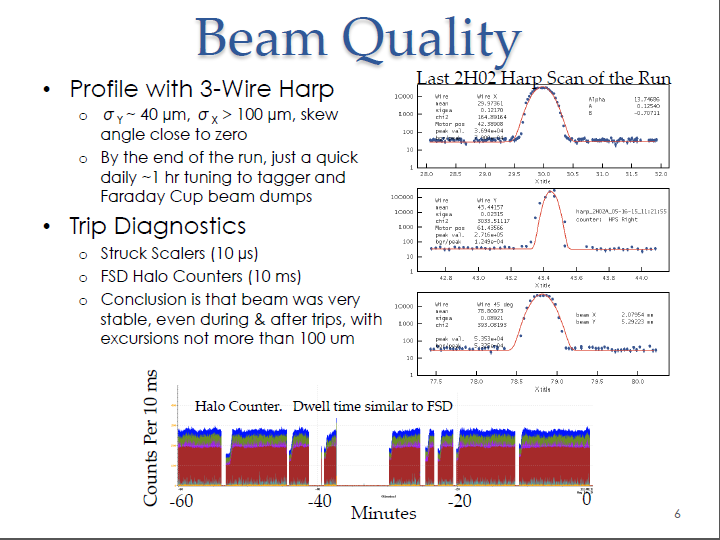 Beam Quality
• Profile with 3-Wire Harp
o σY ~ 40 µm, σX > 100 µm, skew
angle close to zero
o By the end of the run, just a quick
daily ~1 hr tuning to tagger and
Faraday Cup beam dumps
• Trip Diagnostics
o Struck Scalers (10 µs)
o FSD Halo Counters (10 ms)
o Conclusion is that beam was very
stable, even during & after trips, with
excursions not more than 100 um
Last 2H02 Harp Scan of the Run
Wire Wire X
mean 29.97361
sigma 0.12170
chi2 164.89164
Motor pos 42.38908
peak val. 3.694e+04
Alpha 13.74686
A 0.12540
B -0.70711
10000
1000
100
10
1
28.0 28.5 29.0 29.5 30.0 30.5 31.0 31.5 32.0
X title
Wire Wire Y
mean 43.44157
sigma 0.02315
chi2 3033.51117
Motor pos 61.43566
peak val. 2.716e+05
bgr/peak 1.249e-04
harp_2H02A_05-16-15_11:21:55
counter: HPS Right
100000
10000
1000
100
10
1
42.8 43.0 43.2 43.4 43.6 43.8 44.0
X title
Wire Wire 45 deg
mean 78.80973
sigma 0.08921
chi2 393.08193
peak val. 5.353e+04
beam X 2.07954 mm
beam Y 5.29223 mm
10000
1000
100
10
1
77.5 78.0 78.5 79.0 79.5 80.0
X title
Counts Per 10 ms
Halo Counter. Dwell time similar to FSD
-60 -40 -20 0
Minutes
6